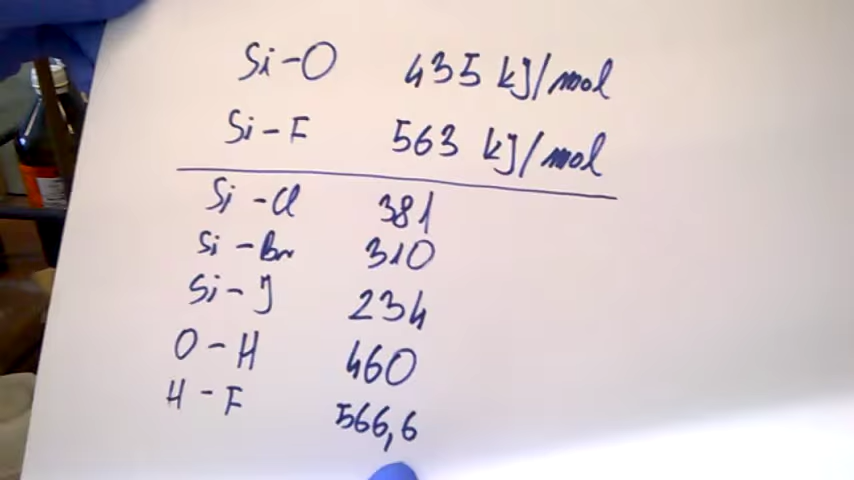 Si-O 435 kJ/mol
Si-F 563 kJ/mol
Si-Cl 381
Si-Br 310
Si-J 234
O-H 460
H-F 566,6